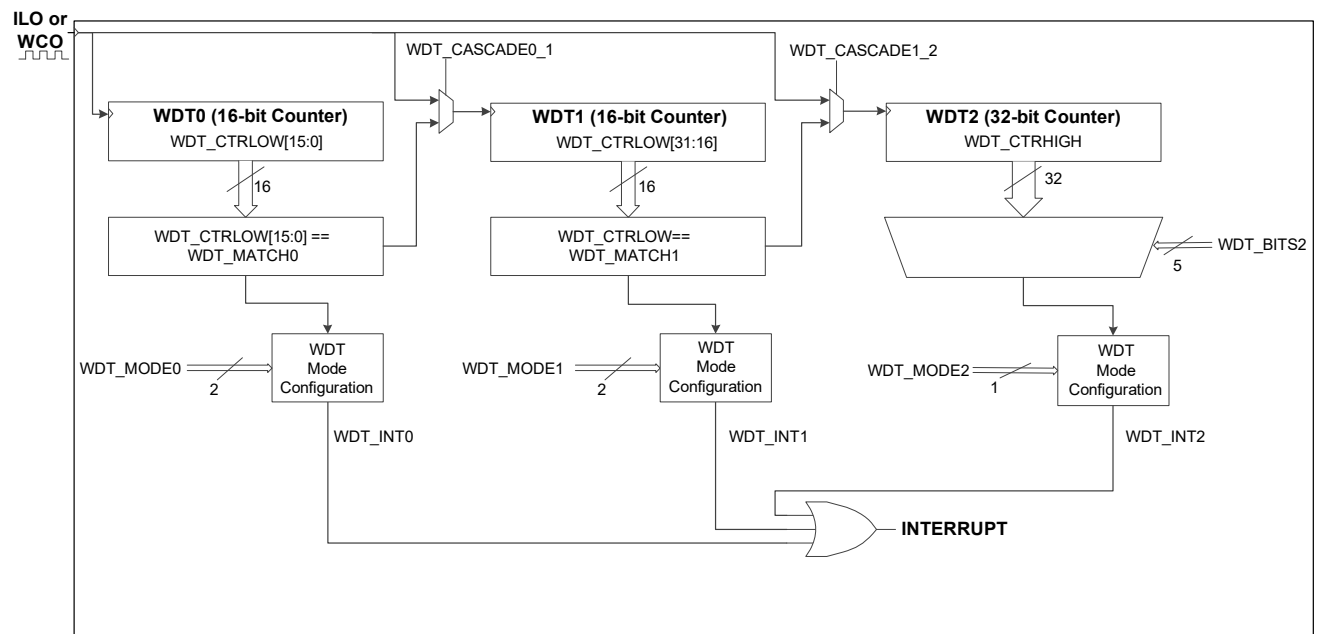 ILO or
WCO
WDT_CASCADE0_1
WDT_CASCADE1_2
WDT0 (16-bit Counter)
WDT_CTRLOW[15:0]
WDT1 (16-bit Counter)
WDT_CTRLOW[31:16]
WDT2 (32-bit Counter)
WDT_CTRHIGH
16
16
32
WDT_CTRLOW[15:0] ==
WDT_MATCH0
WDT_CTRLOW==
WDT_MATCH1
WDT_BITS2
5
WDT_MODE0
2
WDT
Mode
Configuration
WDT_MODE1
2
WDT
Mode
Configuration
WDT_MODE2
1
WDT
Mode
Configuration
WDT_INT0
WDT_INT1
WDT_INT2
INTERRUPT